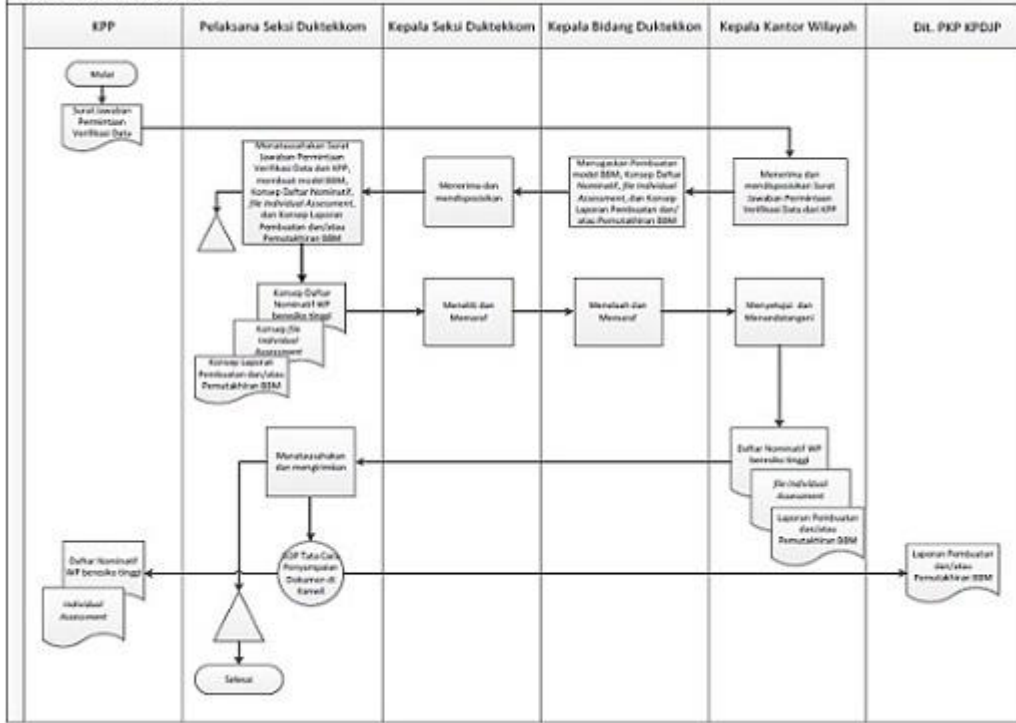 KPP
Pelaksana Seksi Duktekkom
Kepala Seksi Duktekkom
Kepala Bidang Duktekkon
Kepala Kantor Wilayah
Dit. PKP KPDJP
Mulai
Surat Jawaban
Permintaan
Verifikasi Data
Menatausahakan Surat
Jawaban Permintaan
Verifikasi Data dari KPP,
membuat model BBM,
Konsep Daftar Nominatif,
file Individual Assessment,
dan Konsep Laporan
Pembuatan dan/atau
Pemutakhiran BBM
Menerima dan
mendisposisikan
Menugaskan Pembuatan
model BBM, Konsep Daftar
Nominatif, file Individual
Assessment, dan Konsep
Laporan Pembuatan dan/
atau Pemutakhiran BBM
Menerima dan
mendisposisikan Surat
Jawaban Permintaan
Verifikasi Data dari KPP
Konsep Daftar
Nominatif WP
beresiko tinggi
Konsep file
Individual
Assessment
Konsep Laporan
Pembuatan dan/atau
Pemutakhiran BBM
Meneliti dan
Memaraf
Menelaah dan
Memaraf
Menyetujui dan
Menandatangani
Menatausahakan
dan mengirimkan
Daftar Nominatif WP
beresiko tinggi
file Individual
Assessment
Laporan Pembuatan
dan/atau
Pemutakhiran BBM
Daftar Nominatif
WP beresiko tinggi
Individual
Assessment
SOP Tata Cara
Penyampaian
Dokumen di
Kanwil
Laporan Pembuatan
dan/atau
Pemutakhiran BBM
Selesai